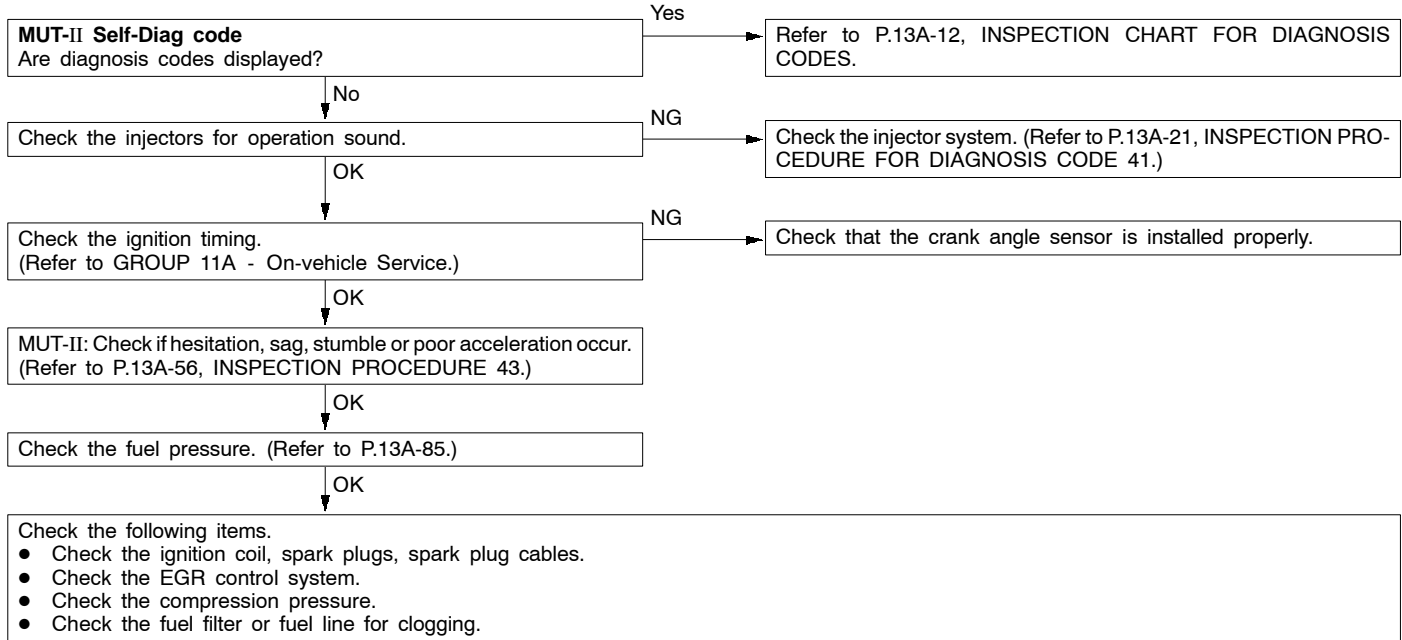 MUT-II Self-Diag code
Are diagnosis codes displayed?
Yes
Refer to P.13A-12, INSPECTION CHART FOR DIAGNOSIS
CODES.
No
Check the injectors for operation sound.
NG
Check the injector system. (Refer to P.13A-21, INSPECTION PRO-
CEDURE FOR DIAGNOSIS CODE 41.)
OK
Check the ignition timing.
(Refer to GROUP 11A - On-vehicle Service.)
NG
Check that the crank angle sensor is installed properly.
OK
MUT-II: Check if hesitation, sag, stumble or poor acceleration occur.
(Refer to P.13A-56, INSPECTION PROCEDURE 43.)
OK
Check the fuel pressure. (Refer to P.13A-85.)
OK
Check the following items.
● Check the ignition coil, spark plugs, spark plug cables.
● Check the EGR control system.
● Check the compression pressure.
● Check the fuel filter or fuel line for clogging.